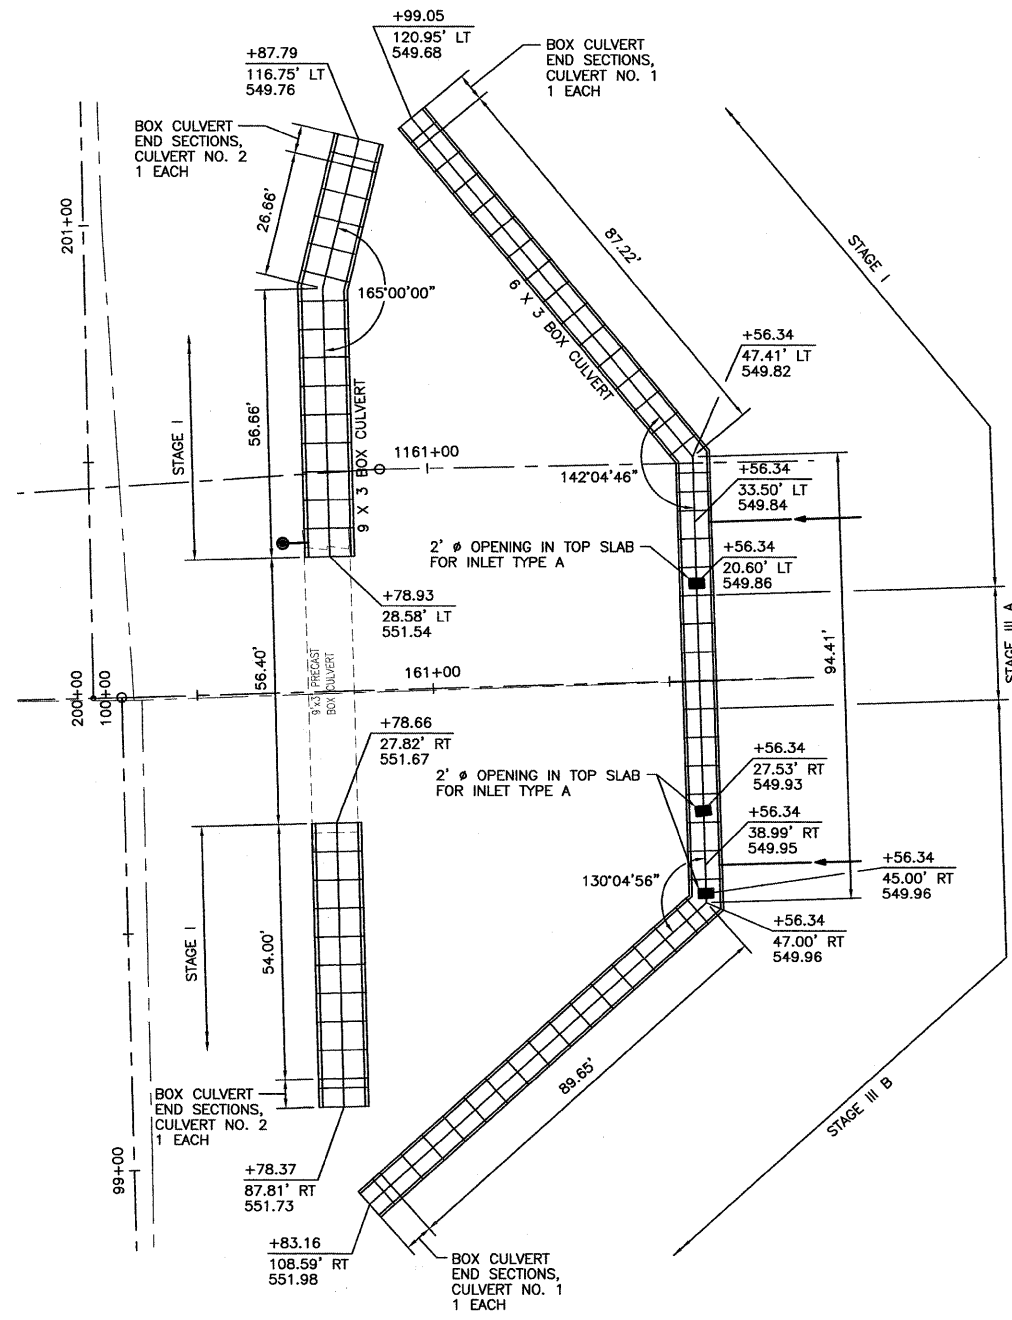 +99.05
120.95' LT
549.68
BOX CULVERT
END SECTIONS,
CULVERT NO. 1
1 EACH
+87.79
116.75' LT
549.76
BOX CULVERT
END SECTIONS,
CULVERT NO. 2
1 EACH
26.66'
201+00
87.22'
STAGE I
165°00'00"
6 X 3 BOX CULVERT
+56.34
47.41' LT
549.82
56.66'
STAGE I
9 X 3 BOX CULVERT
1161+00
142°04'46"
+56.34
33.50' LT
549.84
2' ø OPENING IN TOP SLAB
FOR INLET TYPE A
+56.34
20.60' LT
549.86
+78.93
28.58' LT
551.54
STAGE III A
94.41'
56.40'
9'x3' PRECAST
BOX CULVERT
161+00
200+00
100+00
+78.66
27.82' RT
551.67
2' ø OPENING IN TOP SLAB
FOR INLET TYPE A
+56.34
27.53' RT
549.93
+56.34
38.99' RT
549.95
+56.34
45.00' RT
549.96
130°04'56"
+56.34
47.00' RT
549.96
STAGE I
54.00'
89.65'
STAGE III B
BOX CULVERT
END SECTIONS,
CULVERT NO. 2
1 EACH
99+00
+78.37
87.81' RT
551.73
+83.16
108.59' RT
551.98
BOX CULVERT
END SECTIONS,
CULVERT NO. 1
1 EACH